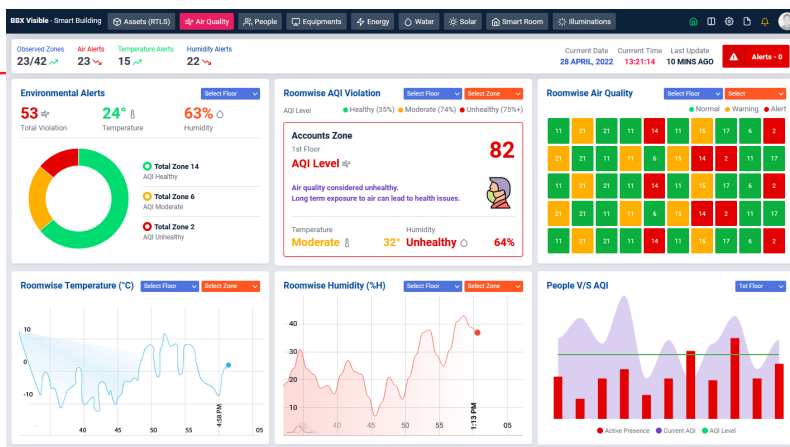 BBX Visible - Smart Building Assets (RTLS) Air Quality People Equipments Energy Water Solar Smart Room Illuminations
Observed Zones Air Alerts Temperature Alerts Humidity Alerts
23/42 23 15 22
Current Date Current Time Last Update
28 APRIL, 2022 13:21:14 10 MINS AGO
Alerts - 0
Environmental Alerts Select Floor
53 24° 63%
Total Violation Temperature Humidity
Total Zone 14
AQI Healthy
Total Zone 6
AQI Moderate
Total Zone 2
AQI Unhealthy
Roomwise AQI Violation Select Floor Select Zone
AQI Level Healthy (35%) Moderate (74%) Unhealthy (75%+)
Accounts Zone
1st Floor
AQI Level
82
Air quality considered unhealthy.
Long term exposure to air can lead to health issues.
Temperature Humidity
Moderate 32° Unhealthy 64%
Roomwise Air Quality Select Floor Select
Normal Warning Alert
11 21 21 11 14 11 15 17 6 2
21 11 21 11 6 15 14 2 11 17
11 21 21 11 14 11 15 17 6 2
21 11 21 11 6 15 14 2 11 17
11 21 21 11 14 11 15 17 6 2
Roomwise Temperature (°C) Select Floor Select Zone
10
0
-10
4:58 PM
40 45 50 55 05
Roomwise Humidity (%H) Select Floor Select Zone
40
30
20
10
1:13 PM
35 40 45 50 55 05
People V/S AQI 1st Floor
Active Presence Current AQI AQI Level